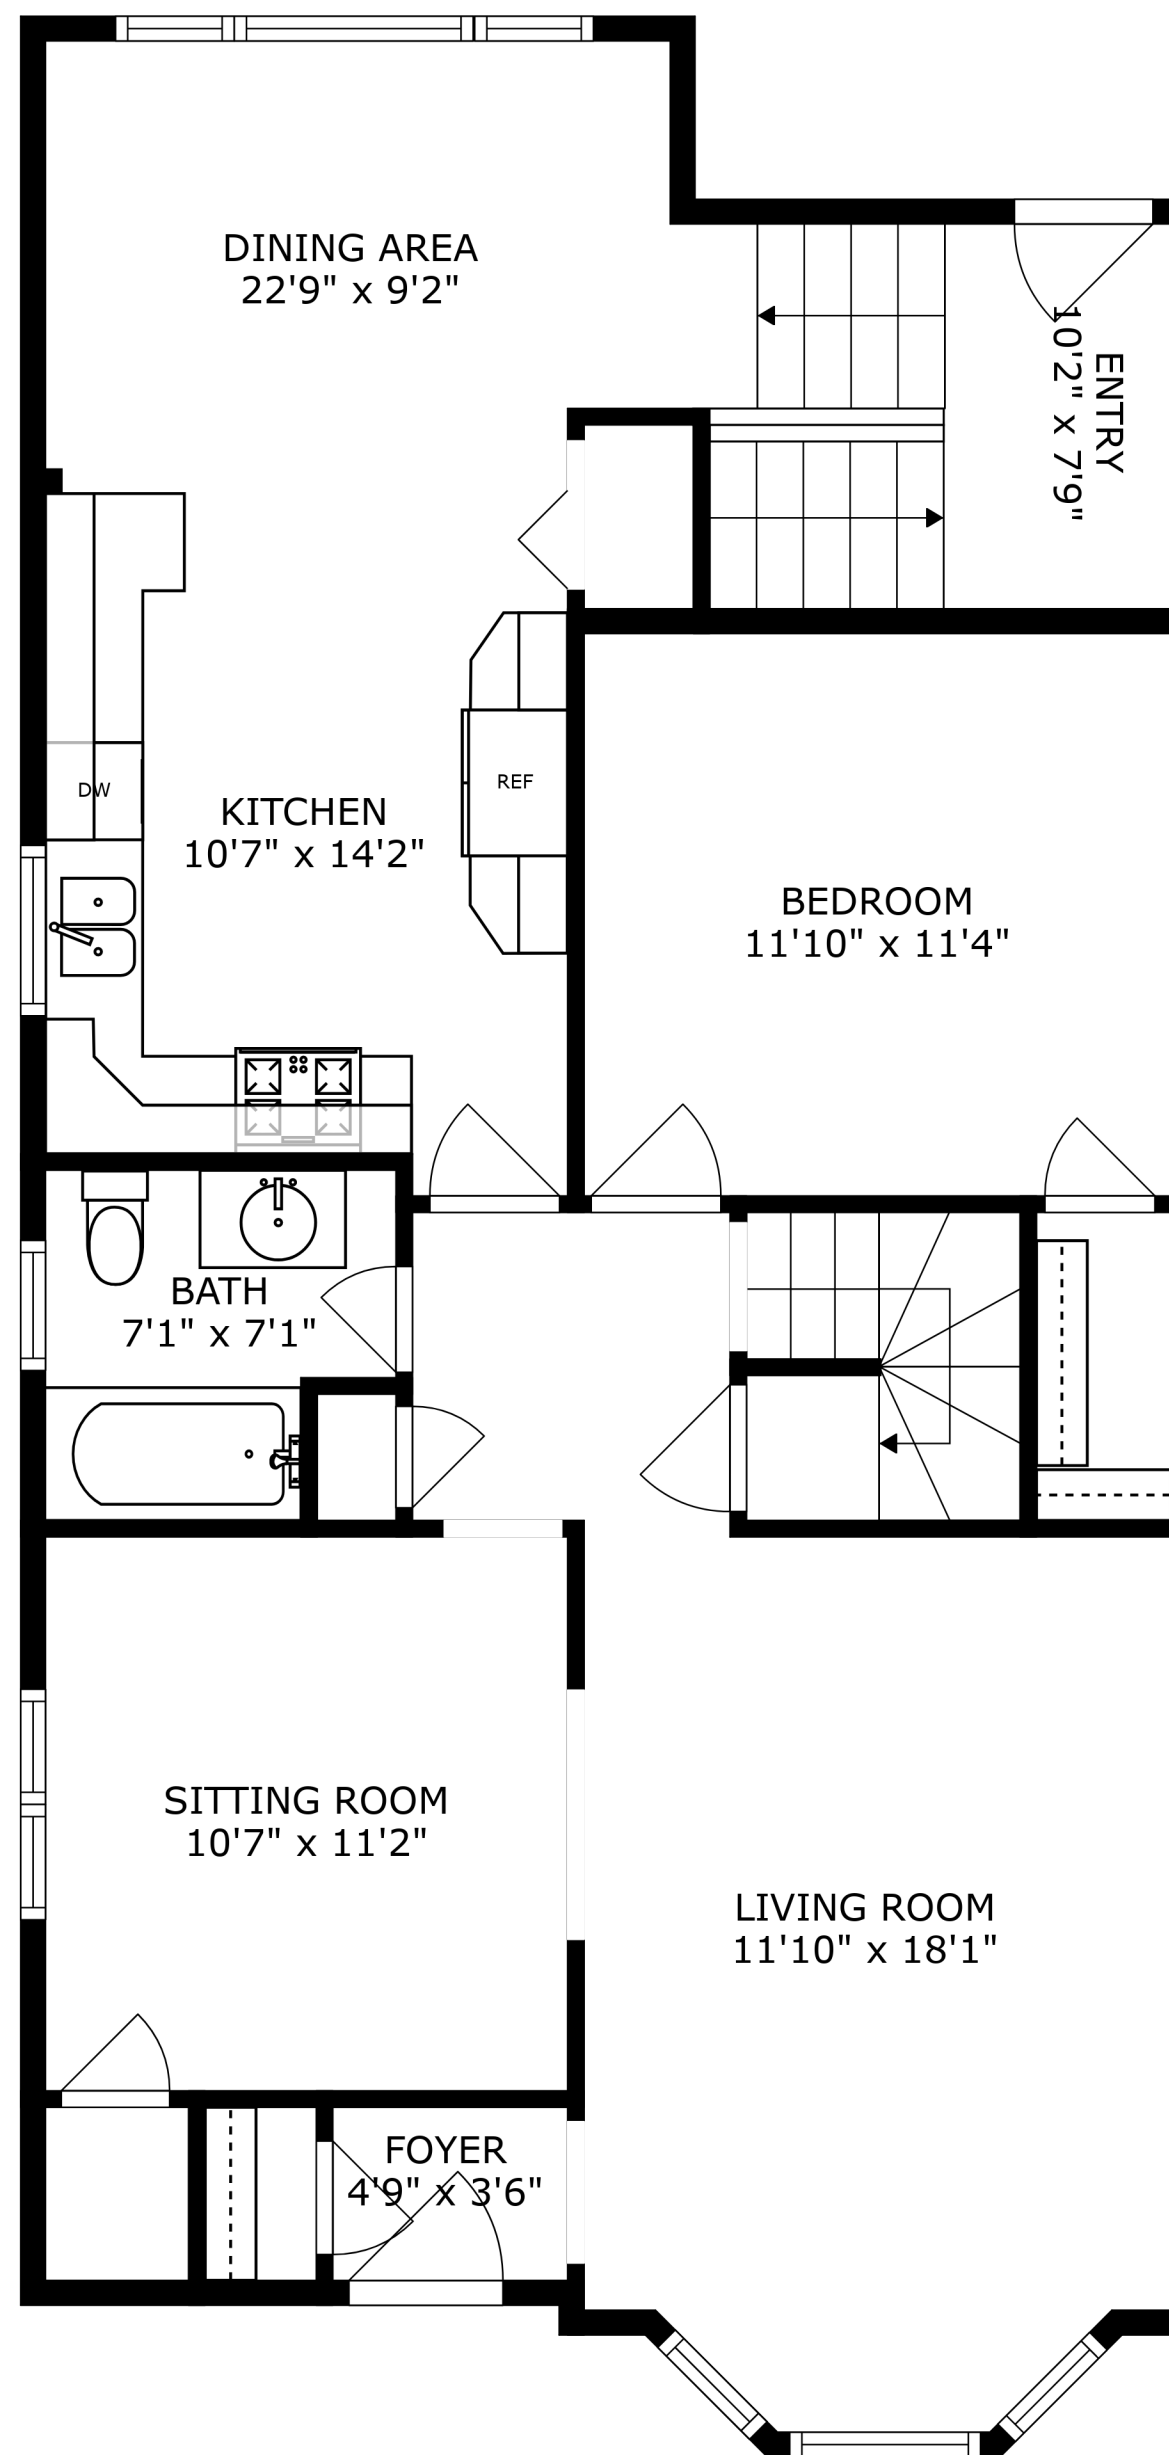 DINING AREA
22'9" x 9'2"
ENTRY
10'2" x 7'9"
DW
REF
KITCHEN
10'7" x 14'2"
BEDROOM
11'10" x 11'4"
BATH
7'1" x 7'1"
SITTING ROOM
10'7" x 11'2"
LIVING ROOM
11'10" x 18'1"
FOYER
4'9" x 3'6"